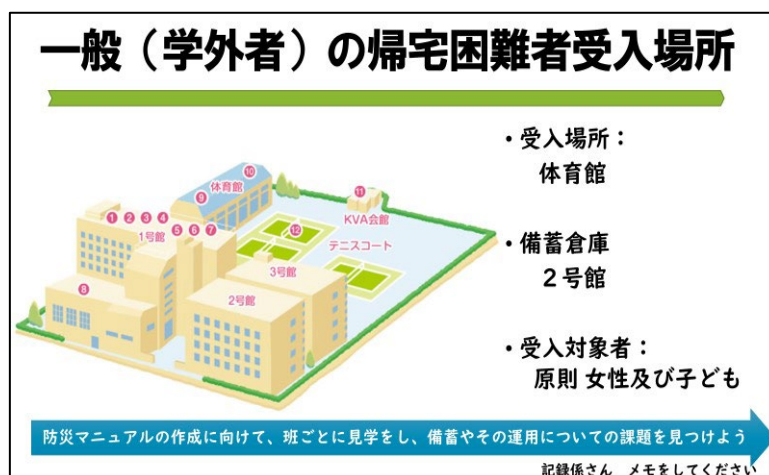 一般（学外者）の帰宅困難者受入場所
・受入場所：
体育館
・備蓄倉庫
２号館
・受入対象者：
原則 女性及び子ども
体育館
⑩
⑨
⑪
KVA会館
① ② ③ ④
1号館
⑤ ⑥ ⑦
⑫
テニスコート
⑧
3号館
2号館
防災マニュアルの作成に向けて、班ごとに見学をし、備蓄やその運用についての課題を見つけよう
記録係さん　メモをしてください